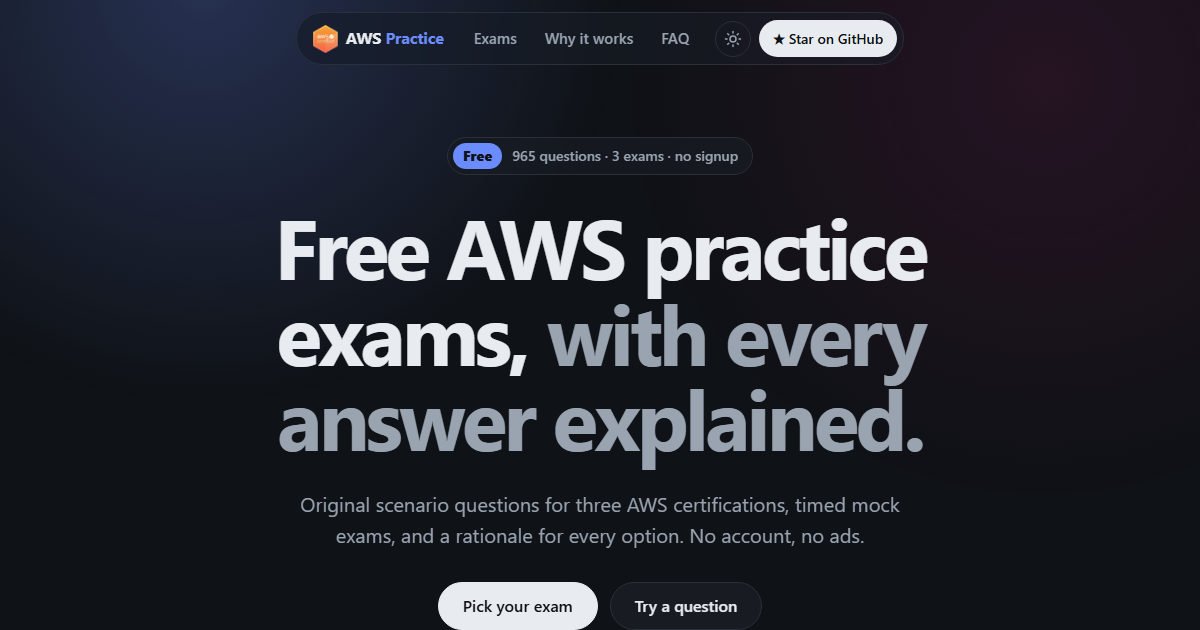 AWS Practice
Exams
Why it works
FAQ
★ Star on GitHub
Free
965 questions · 3 exams · no signup
Free AWS practice
exams, with every
answer explained.
Original scenario questions for three AWS certifications, timed mock
exams, and a rationale for every option. No account, no ads.
Pick your exam
Try a question